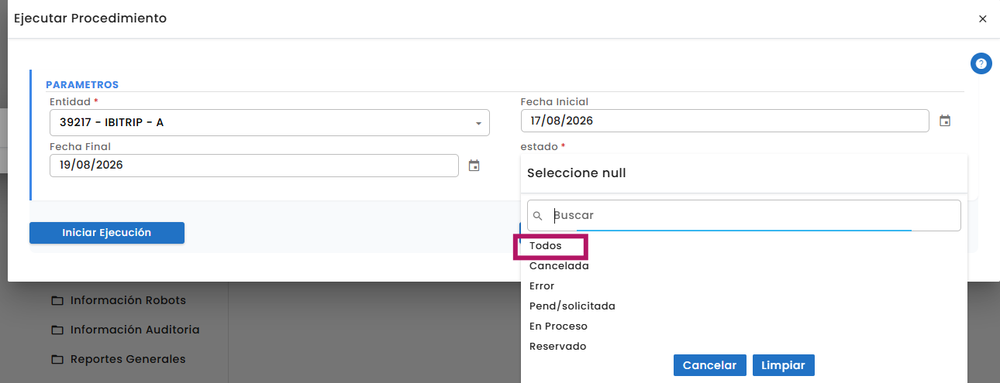 Ejecutar Procedimiento
PARAMETROS
Entidad *
39217 - IBITRIP - A
Fecha Inicial
17/08/2026
Fecha Final
19/08/2026
estado *
Seleccione null
Buscar
Todos
Cancelada
Error
Pend/solicitada
En Proceso
Reservado
Cancelar
Limpiar
Iniciar Ejecución
Información Robots
Información Auditoria
Reportes Generales